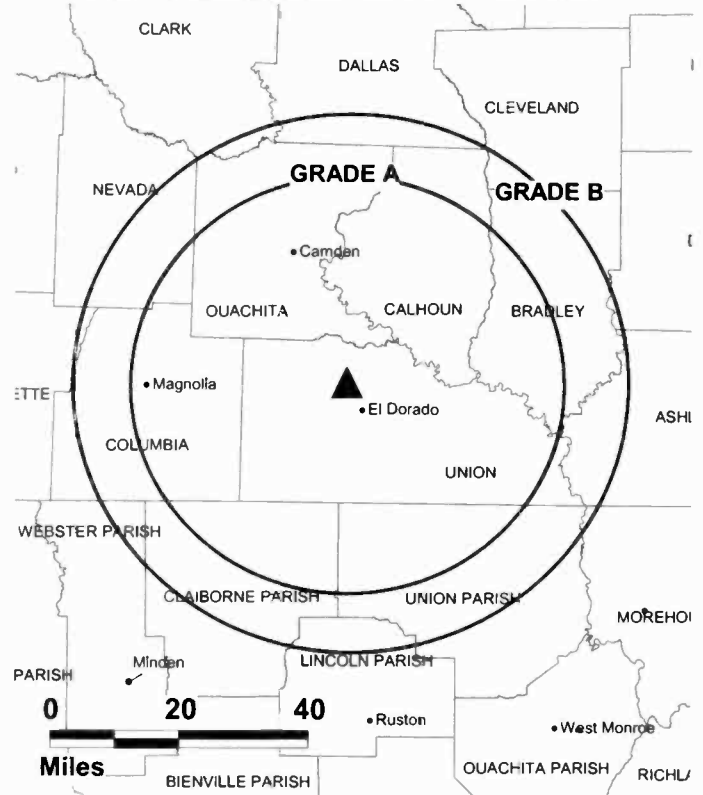 CLARK
DALLAS
CLEVELAND
GRADE A
NEVADA
GRADE B
Camden
OUACHITA
CALHOUN
BRADLEY
Magnolia
ETTE
El Dorado
ASHL
COLUMBIA
UNION
WEBSTER PARISH
CLAIBORNE PARISH
UNION PARISH
MOREHOU
LINCOLN PARISH
Minden
PARISH
0 20 40
Ruston
West Monroe
Miles
OUACHITA PARISH
RICHLA
BIENVILLE PARISH